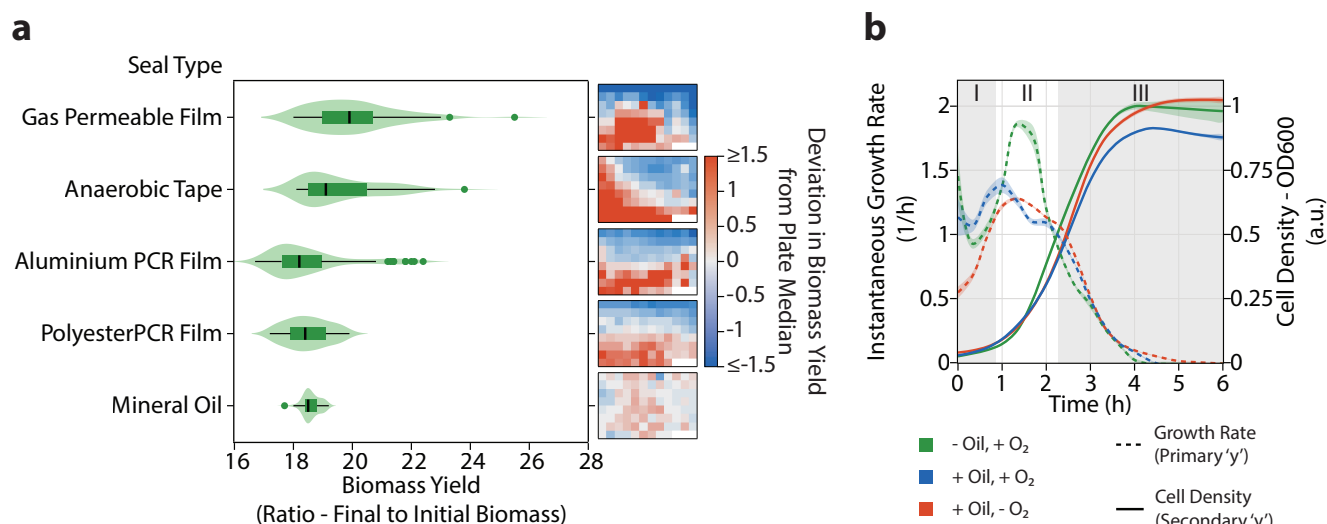 a
Seal Type
Gas Permeable Film
Anaerobic Tape
Aluminium PCR Film
PolyesterPCR Film
Mineral Oil
16 18 20 22 24 26 28
Biomass Yield
(Ratio - Final to Initial Biomass)
≥1.5
1
0.5
0
-0.5
-1
≤-1.5
Deviation in Biomass Yield
from Plate Median
b
I II III
Instantaneous Growth Rate
(1/h)
2
1.5
1
0.5
0
1
0.75
0.5
0.25
0
Cell Density - OD600
(a.u.)
0 1 2 3 4 5 6
Time (h)
- Oil, + O₂
+ Oil, + O₂
+ Oil, - O₂
Growth Rate
(Primary ‘y’)
Cell Density
(Secondary ‘y’)